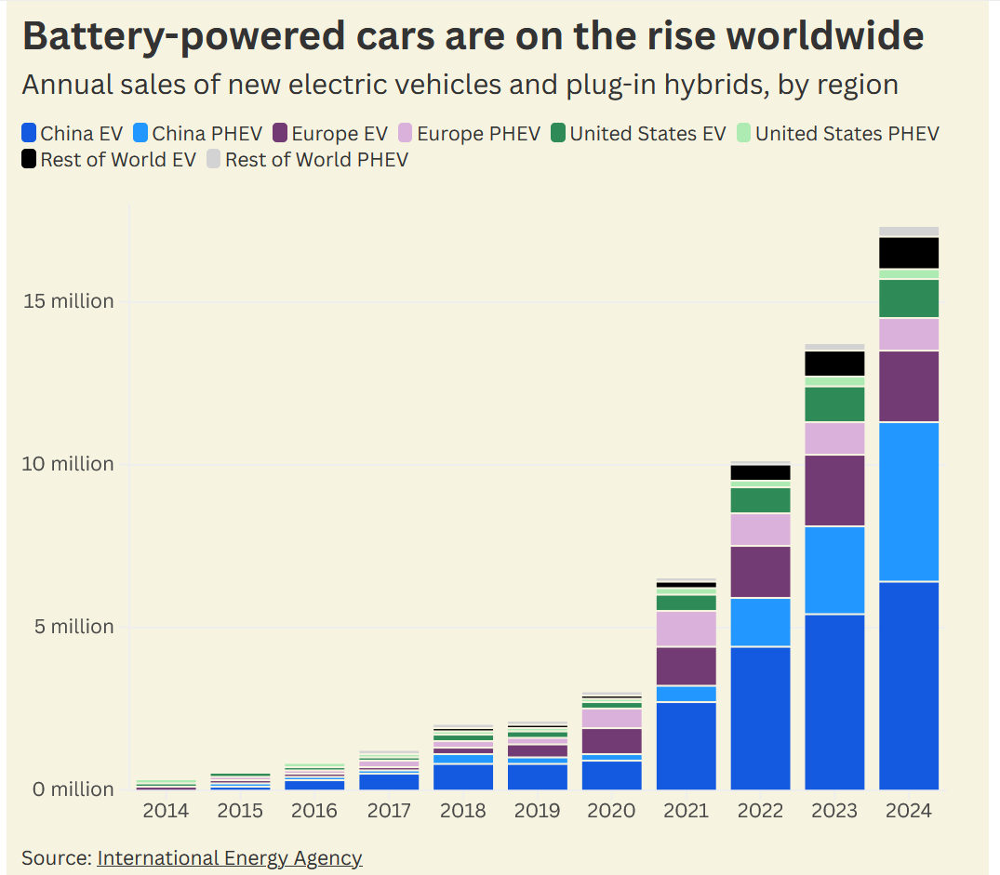 Battery-powered cars are on the rise worldwide
Annual sales of new electric vehicles and plug-in hybrids, by region
China EV China PHEV Europe EV Europe PHEV United States EV United States PHEV
Rest of World EV Rest of World PHEV
15 million
10 million
5 million
0 million
2014 2015 2016 2017 2018 2019 2020 2021 2022 2023 2024
Source: International Energy Agency